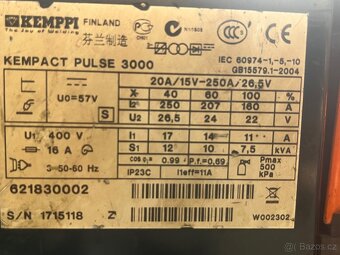 KEMPPI
The Joy of Welding
FINLAND
芬兰制造
N11508
KEMPACT PULSE 3000
IEC 60974-1,-5,-10
GB15579.1-2004
20A/15V-250A/26,5V
X 40 60 100 %
U0=57V
S
I2 250 207 160 A
U2 26,5 24 22 V
U1 400 V
I1 17 14 11 A
16 A
S1 12 10 7,5 kVA
3~50-60 Hz
cos φ: 0.99 P.f.=0.69
Pmax 500 kPa
IP23C
I1eff=11A
621830002
S/N 1715118 Z
W002302
bazos.cz